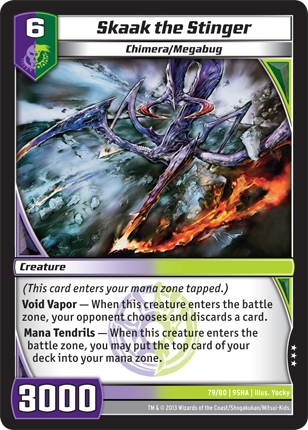 6
Skaak the Stinger
Chimera/Megabug
Creature
(This card enters your mana zone tapped.)
Void Vapor — When this creature enters the battle
zone, your opponent chooses and discards a card.
Mana Tendrils — When this creature enters the
battle zone, you may put the top card of your
deck into your mana zone.
3000
79/80 | 9SHA | illus. Yocky
TM & © 2013 Wizards of the Coast/Shogakukan/Mitsui-Kids.